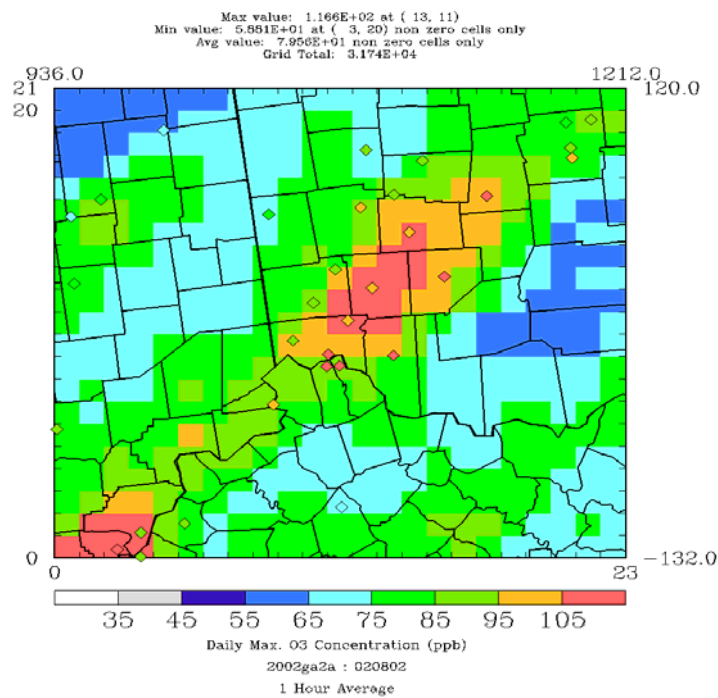 Max value: 1.166E+02 at ( 13, 11)
Min value: 5.881E+01 at ( 3, 20) non zero cells only
Avg value: 7.956E+01 non zero cells only
Grid Total: 3.174E+04
936.0 1212.0
21 120.0
20
0 -132.0
0 23
35 45 55 65 75 85 95 105
Daily Max. O3 Concentration (ppb)
2002ga2a : 020802
1 Hour Average